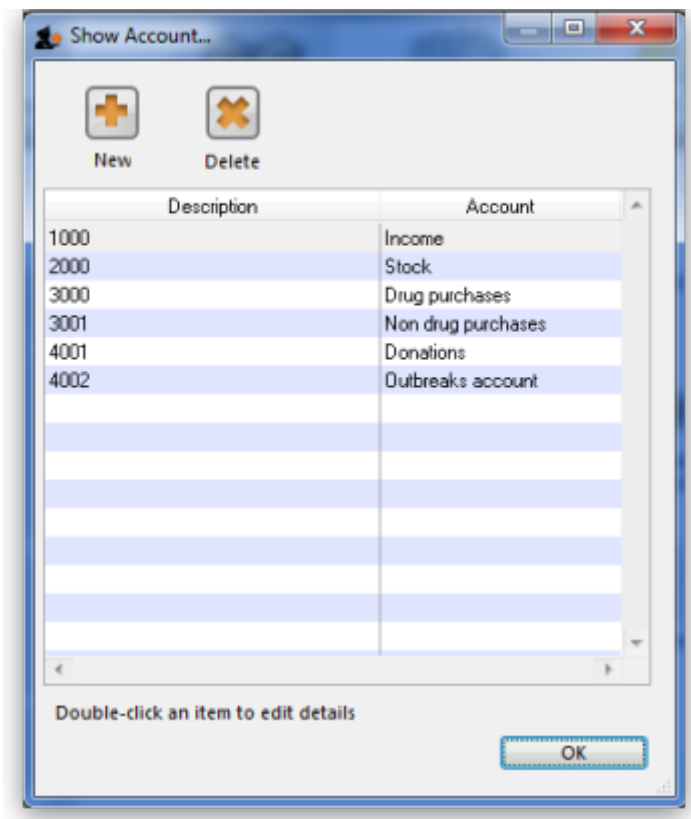 Show Account...
New Delete
Description Account
1000 Income
2000 Stock
3000 Drug purchases
3001 Non drug purchases
4001 Donations
4002 Outbreaks account
Double-click an item to edit details
OK